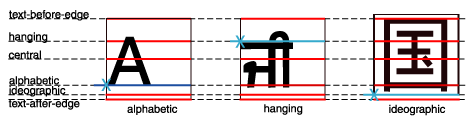 text-before-edge
hanging
central
alphabetic
ideographic
text-after-edge
A
जी
国
alphabetic
hanging
ideographic